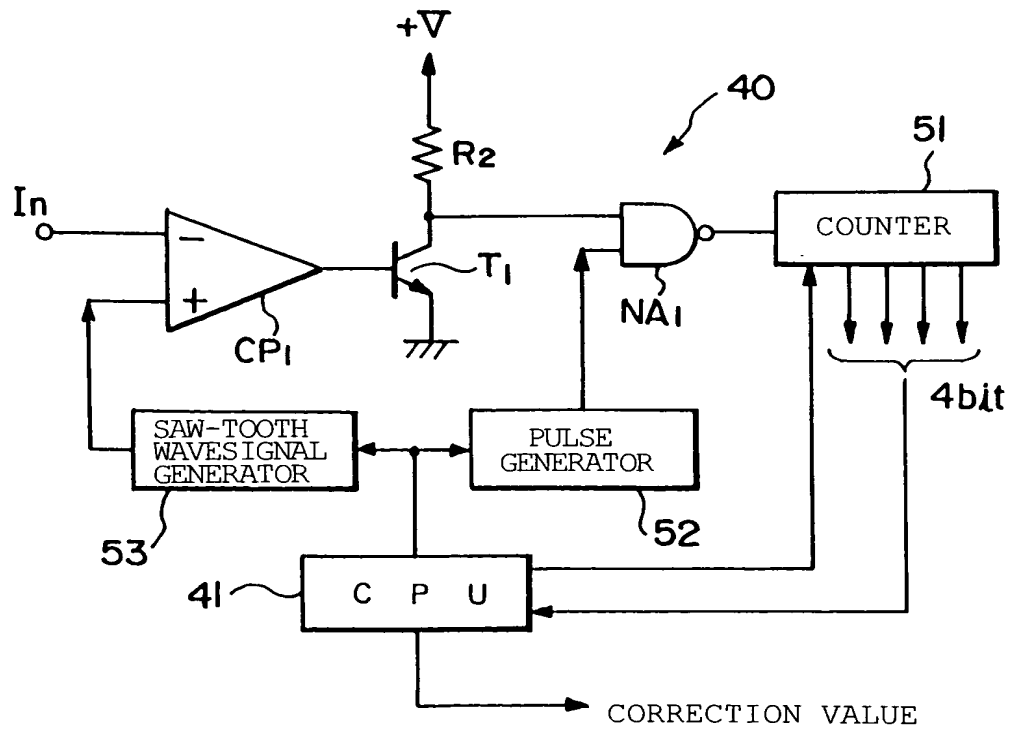 +V
40
51
R2
In
COUNTER
−
T1
+
NA1
CP1
4bit
SAW-TOOTH
WAVESIGNAL
GENERATOR
PULSE
GENERATOR
53
52
41
C P U
CORRECTION VALUE